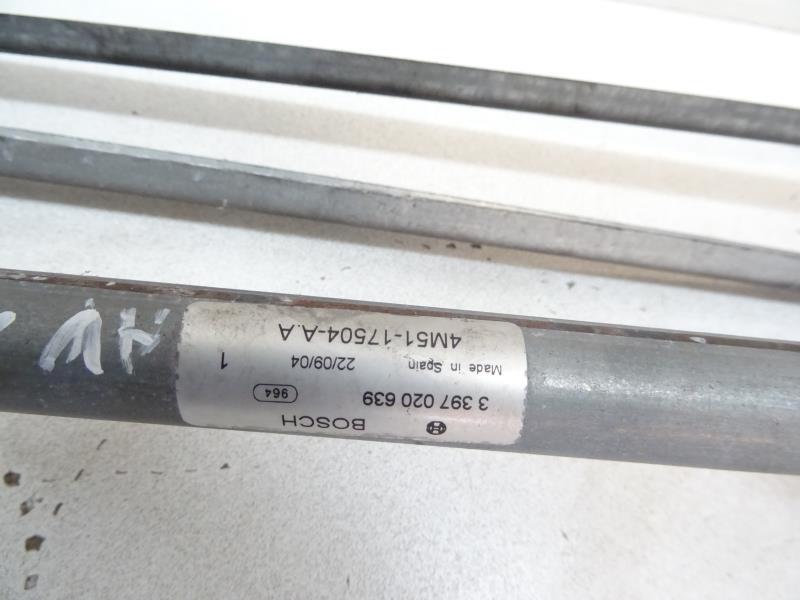 BOSCH
3 397 020 639 964
Made in Spain 22/09/04 1
4M51-17504-A.A